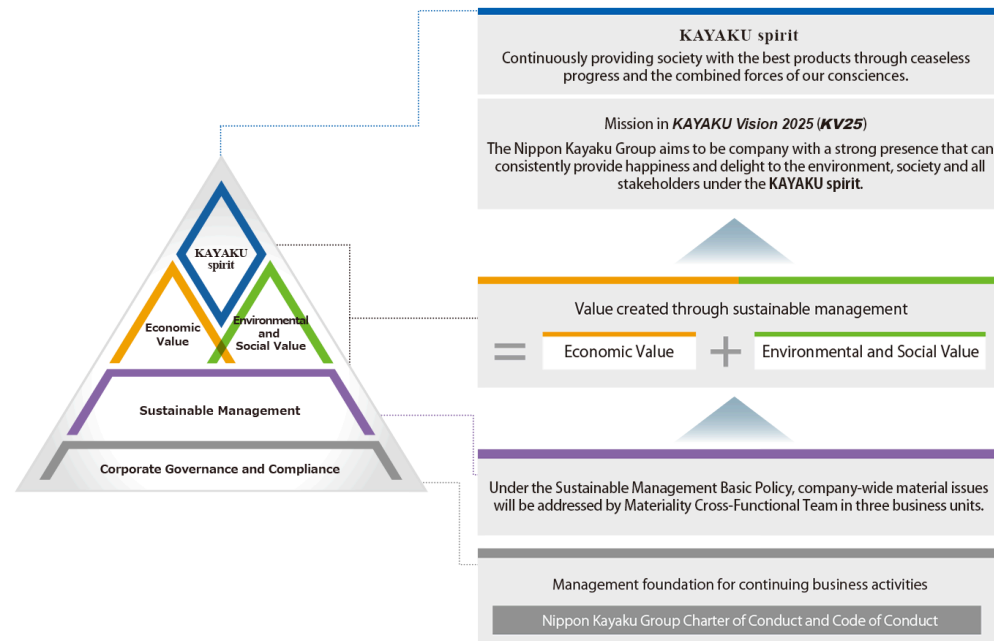 KAYAKU
spirit
Economic
Value
Environmental
and
Social Value
Sustainable Management
Corporate Governance and Compliance
KAYAKU spirit
Continuously providing society with the best products through ceaseless
progress and the combined forces of our consciences.
Mission in KAYAKU Vision 2025 (KV25)
The Nippon Kayaku Group aims to be company with a strong presence that can
consistently provide happiness and delight to the environment, society and all
stakeholders under the KAYAKU spirit.
Value created through sustainable management
= Economic Value + Environmental and Social Value
Under the Sustainable Management Basic Policy, company-wide material issues
will be addressed by Materiality Cross-Functional Team in three business units.
Management foundation for continuing business activities
Nippon Kayaku Group Charter of Conduct and Code of Conduct